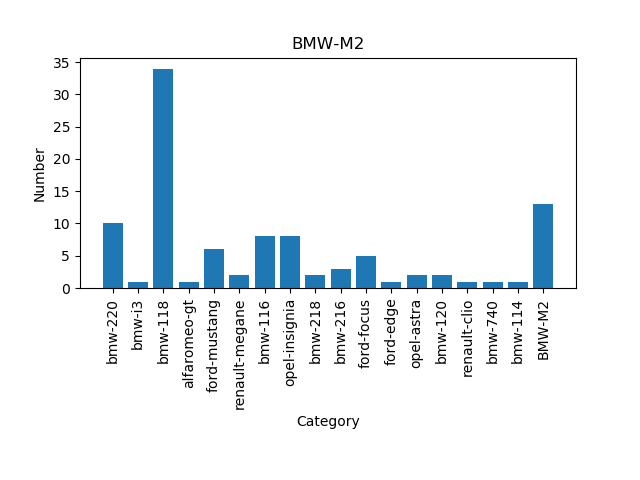 BMW-M2
Number
35
30
25
20
15
10
5
0
bmw-220
bmw-i3
bmw-118
alfaromeo-gt
ford-mustang
renault-megane
bmw-116
opel-insignia
bmw-218
bmw-216
ford-focus
ford-edge
opel-astra
bmw-120
renault-clio
bmw-740
bmw-114
BMW-M2
Category